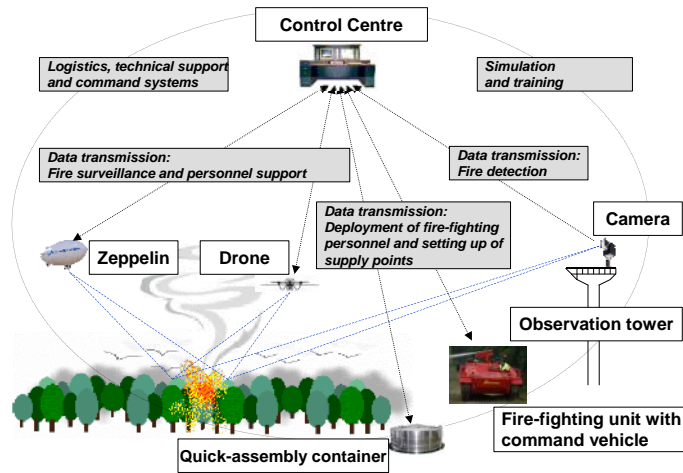 Control Centre
Logistics, technical support
and command systems
Simulation
and training
Data transmission:
Fire surveillance and personnel support
Data transmission:
Fire detection
Data transmission:
Deployment of fire-fighting
personnel and setting up of
supply points
Camera
Zeppelin
Drone
Observation tower
Fire-fighting unit with
command vehicle
Quick-assembly container